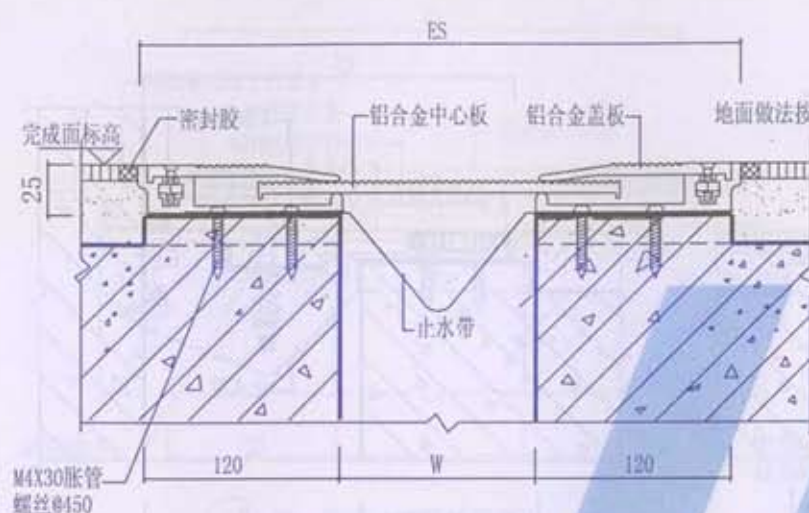 ES
密封胶
铝合金中心板
铝合金盖板
地面做法按
完成面标高
25
止水带
120
W
120
M4X30胀管
螺丝@450